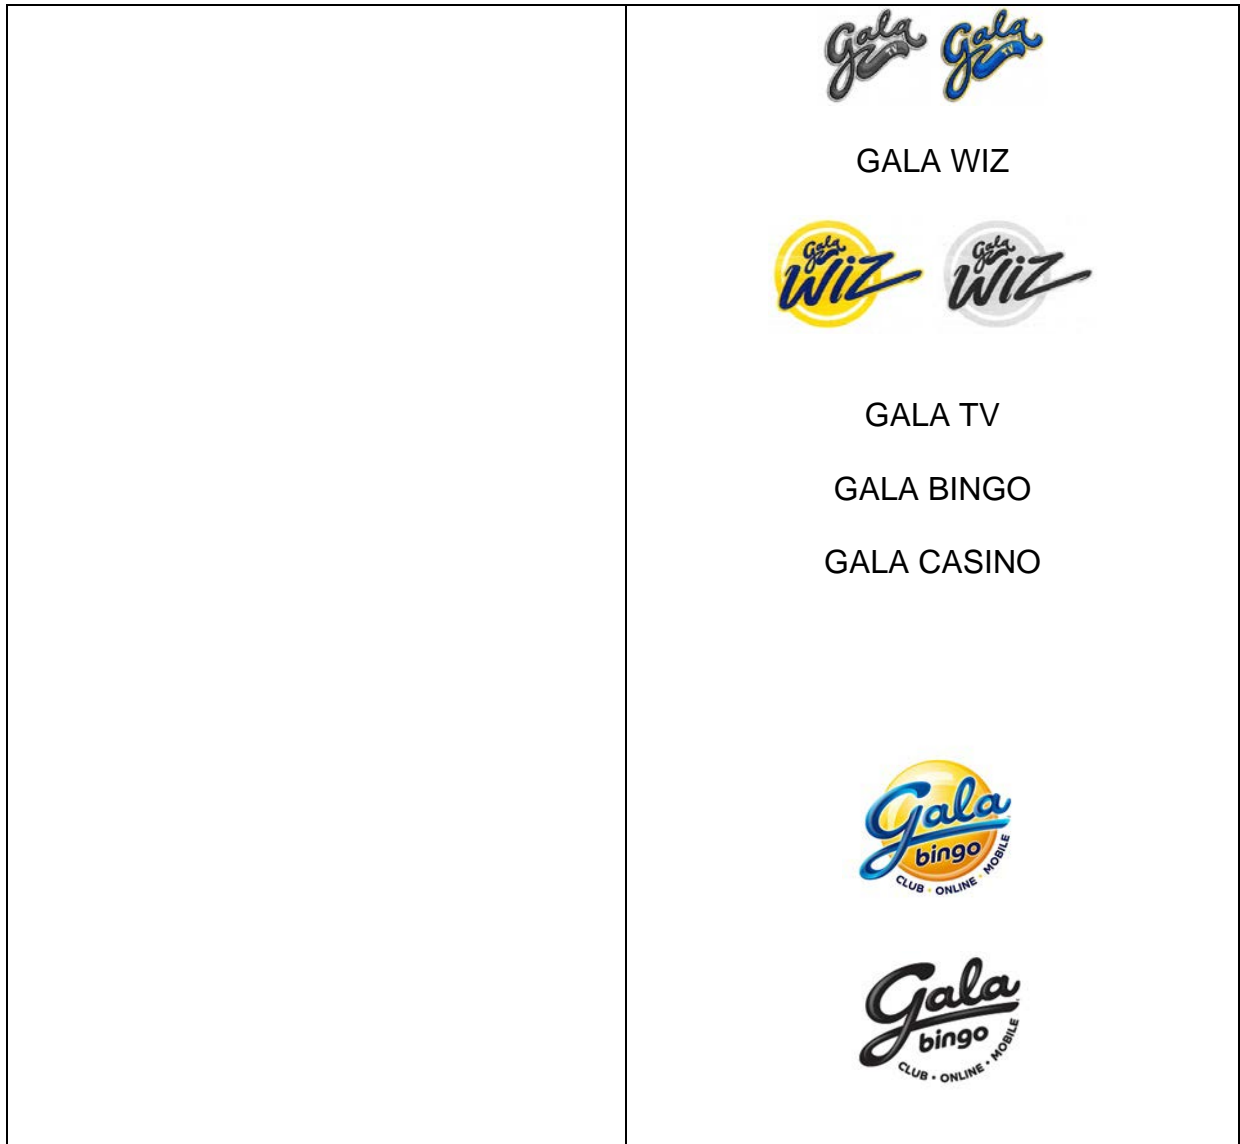 Gala TV Gala TV
GALA WIZ
Gala WiZ Gala WiZ
GALA TV
GALA BINGO
GALA CASINO
Gala
bingo
CLUB • ONLINE • MOBILE
Gala
bingo
CLUB • ONLINE • MOBILE